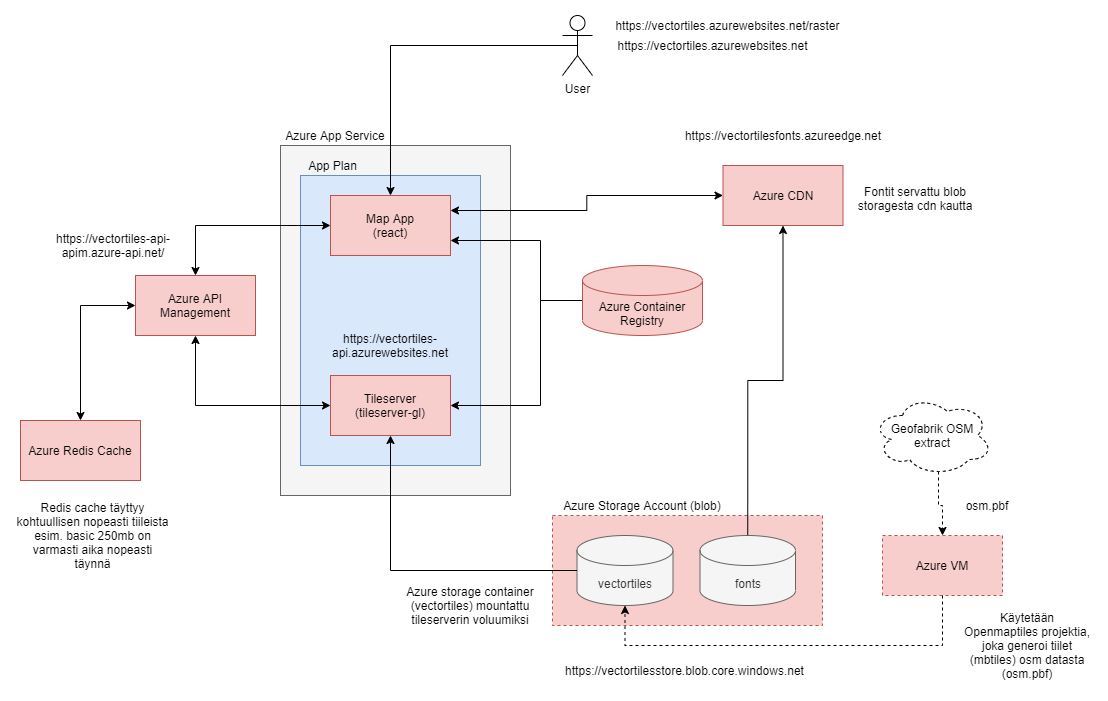 https://vectortiles.azurewebsites.net/raster
https://vectortiles.azurewebsites.net
User
Azure App Service
https://vectortilesfonts.azureedge.net
App Plan
Map App
(react)
Azure CDN
Fontit servattu blob
storagesta cdn kautta
https://vectortiles-api-
apim.azure-api.net/
Azure API
Management
Azure Container
Registry
https://vectortiles-
api.azurewebsites.net
Tileserver
(tileserver-gl)
Azure Redis Cache
Geofabrik OSM
extract
Redis cache täyttyy
kohtuullisen nopeasti tiileista
esim. basic 250mb on
varmasti aika nopeasti
täynnä
Azure Storage Account (blob)
osm.pbf
vectortiles
fonts
Azure VM
Azure storage container
(vectortiles) mountattu
tileserverin voluumiksi
Käytetään
Openmaptiles projektia,
joka generoi tiilet
(mbtiles) osm datasta
(osm.pbf)
https://vectortilesstore.blob.core.windows.net